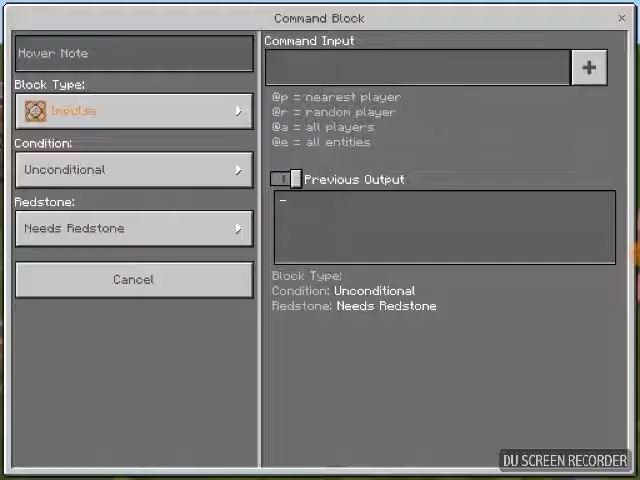 Command Block
Hover Note
Block Type:
Impulse
Condition:
Unconditional
Redstone:
Needs Redstone
Cancel
Command Input
@p = nearest player
@r = random player
@a = all players
@e = all entities
Previous Output
-
Block Type:
Condition: Unconditional
Redstone: Needs Redstone
DU SCREEN RECORDER